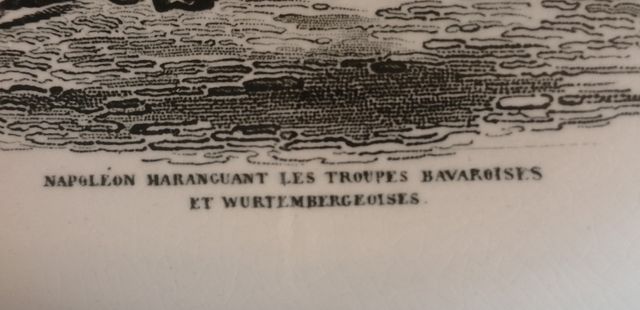 NAPOLÉON HARANGUANT LES TROUPES BAVAROISES
ET WURTEMBERGEOISES.